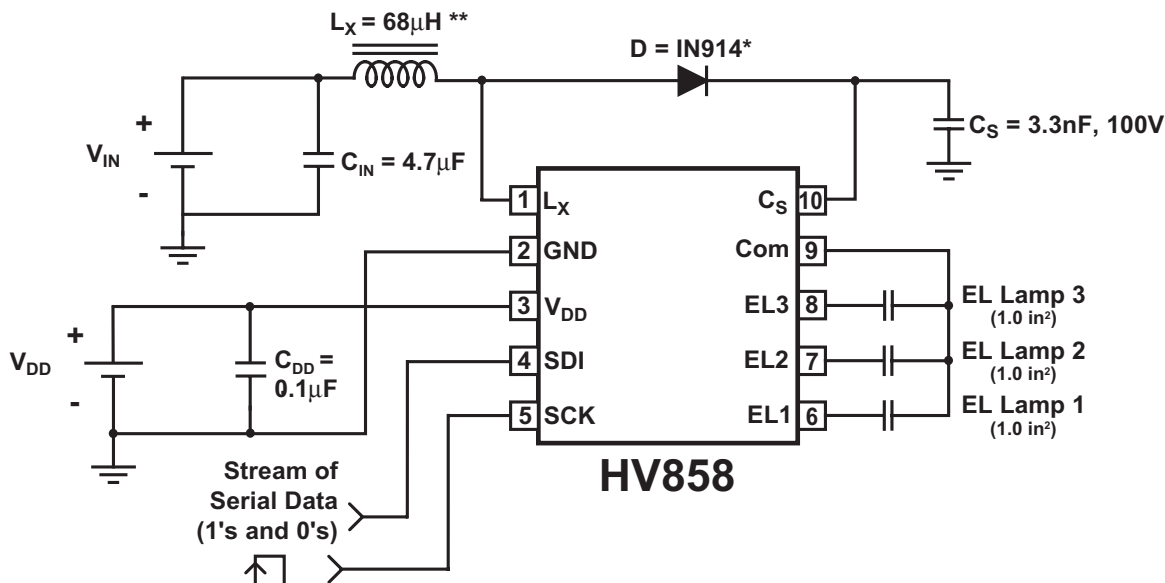 L_X = 68μH **
D = IN914*
+
V_IN
-
C_IN = 4.7μF
C_S = 3.3nF, 100V
1 L_X
C_S 10
2 GND
Com 9
3 V_DD
EL3 8
4 SDI
EL2 7
5 SCK
EL1 6
EL Lamp 3
(1.0 in²)
EL Lamp 2
(1.0 in²)
EL Lamp 1
(1.0 in²)
+
V_DD
-
C_DD =
0.1μF
HV858
Stream of
Serial Data
(1's and 0's)